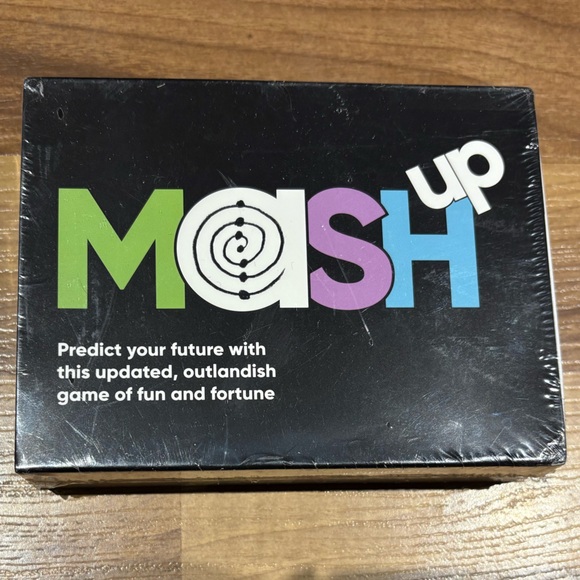 MaSH up
Predict your future with
this updated, outlandish
game of fun and fortune